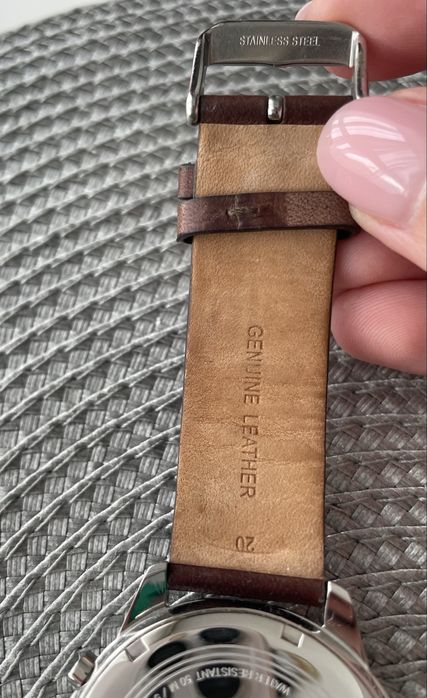 STAINLESS STEEL
GENUINE LEATHER
20
WATER RESISTANT 50 M